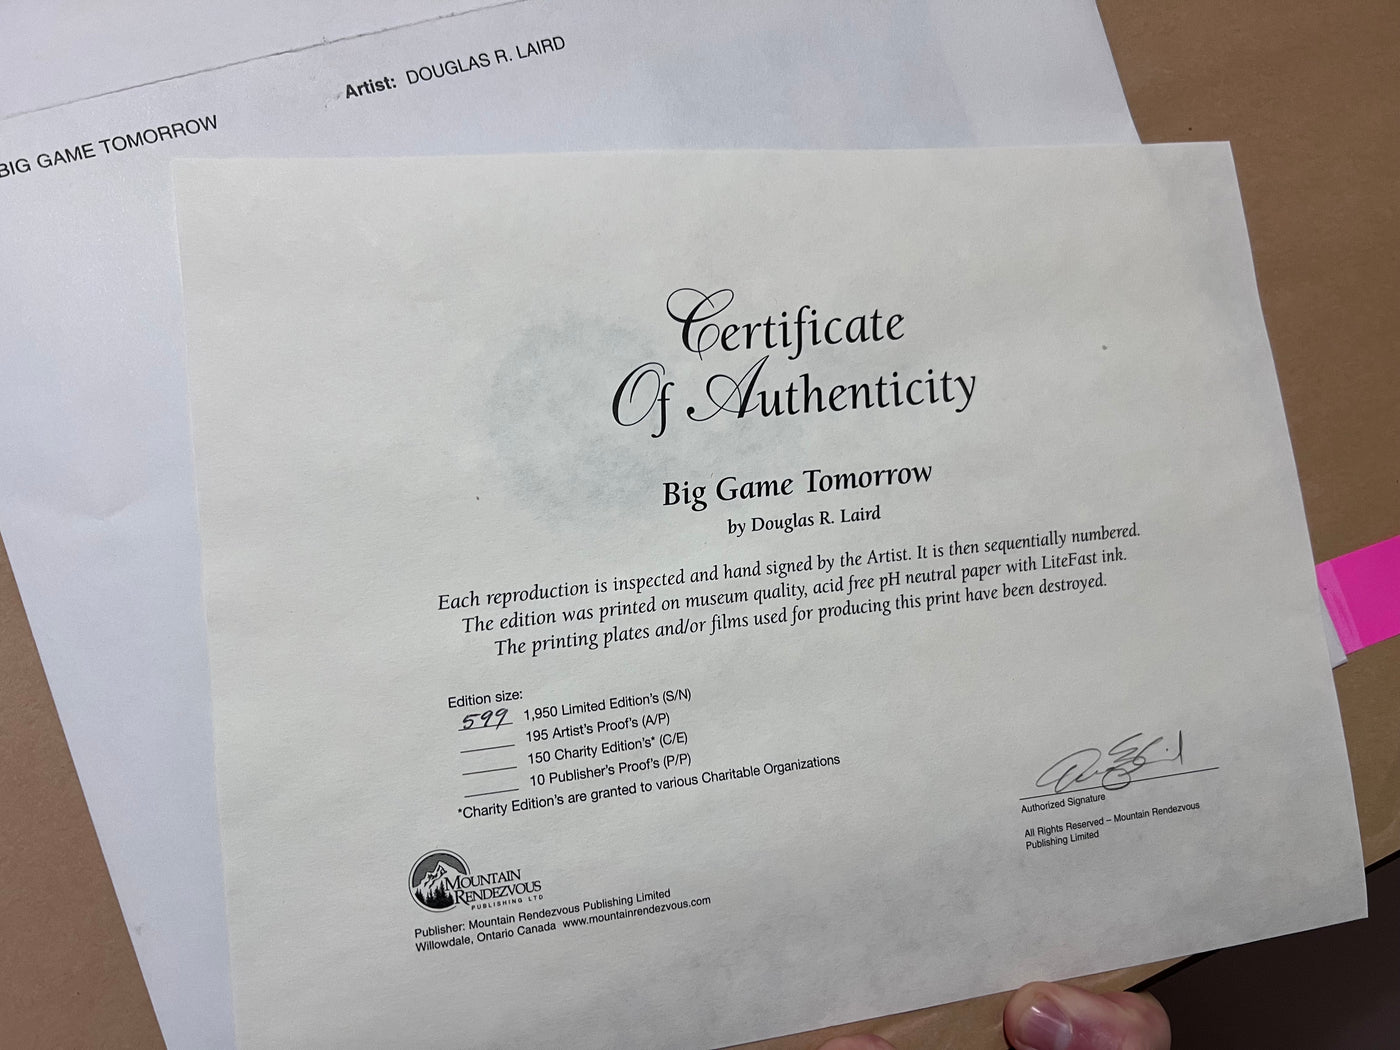 Artist: DOUGLAS R. LAIRD
BIG GAME TOMORROW
Certificate
Of Authenticity
Big Game Tomorrow
by Douglas R. Laird
Each reproduction is inspected and hand signed by the Artist. It is then sequentially numbered.
The edition was printed on museum quality, acid free pH neutral paper with LiteFast ink.
The printing plates and/or films used for producing this print have been destroyed.
Edition size:
599 1,950 Limited Edition's (S/N)
195 Artist's Proof's (A/P)
150 Charity Edition's* (C/E)
10 Publisher's Proof's (P/P)
*Charity Edition's are granted to various Charitable Organizations
Authorized Signature
All Rights Reserved – Mountain Rendezvous
Publishing Limited
MOUNTAIN
RENDEZVOUS
PUBLISHING LTD
Publisher: Mountain Rendezvous Publishing Limited
Willowdale, Ontario Canada www.mountainrendezvous.com